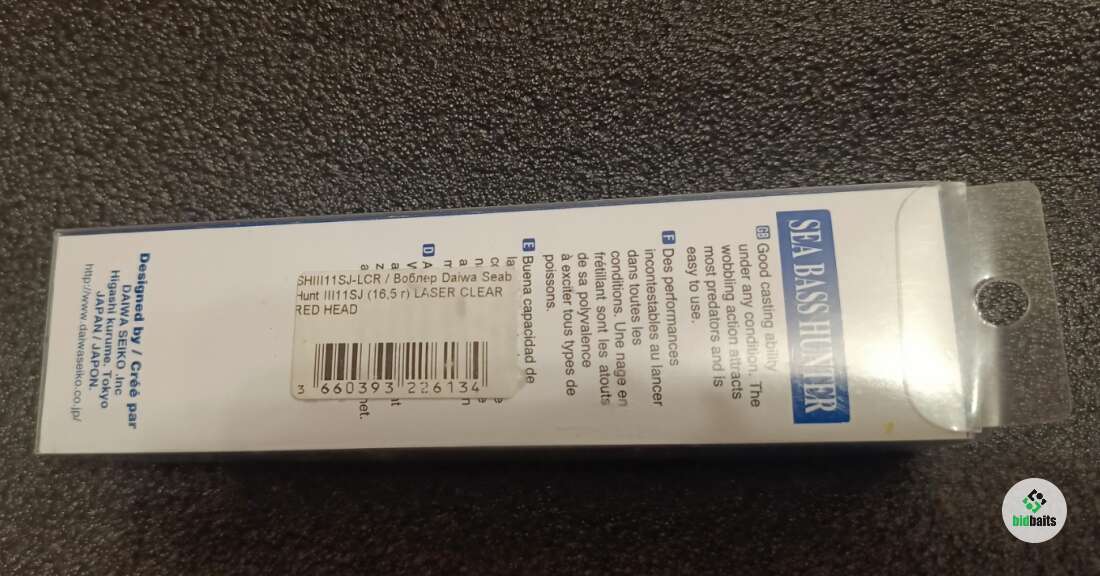 SEA BASS HUNTER
GB Good casting ability
under any condition. The
wobbling action attracts
most predators and is
easy to use.
F Des performances
incontestables au lancer
dans toutes les
conditions. Une nage en
frétillant sont les atouts
de sa polyvalence
à exciter tous types de
poissons.
E Buena capacidad de
la
D A
SHIII11SJ-LCR / Воблер Daiwa Seab
Hunt III11SJ (16,5 г) LASER CLEAR
RED HEAD
3 660393 226134
Designed by / Créé par
DAIWA SEIKO .Inc
Higashi kurume, Tokyo
JAPAN / JAPON.
http://www.daiwaseiko.co.jp/
bidbaits